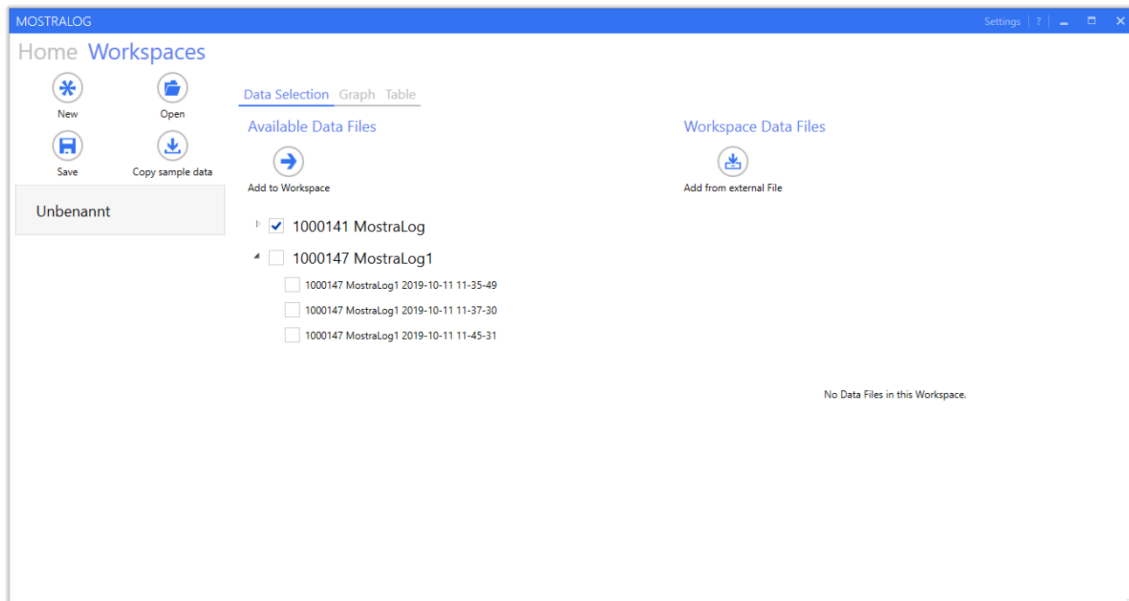 MOSTRALOG
Settings | ? |
Home Workspaces
New
Open
Save
Copy sample data
Unbenannt
Data Selection Graph Table
Available Data Files
Add to Workspace
1000141 MostraLog
1000147 MostraLog1
1000147 MostraLog1 2019-10-11 11-35-49
1000147 MostraLog1 2019-10-11 11-37-30
1000147 MostraLog1 2019-10-11 11-45-31
Workspace Data Files
Add from external File
No Data Files in this Workspace.